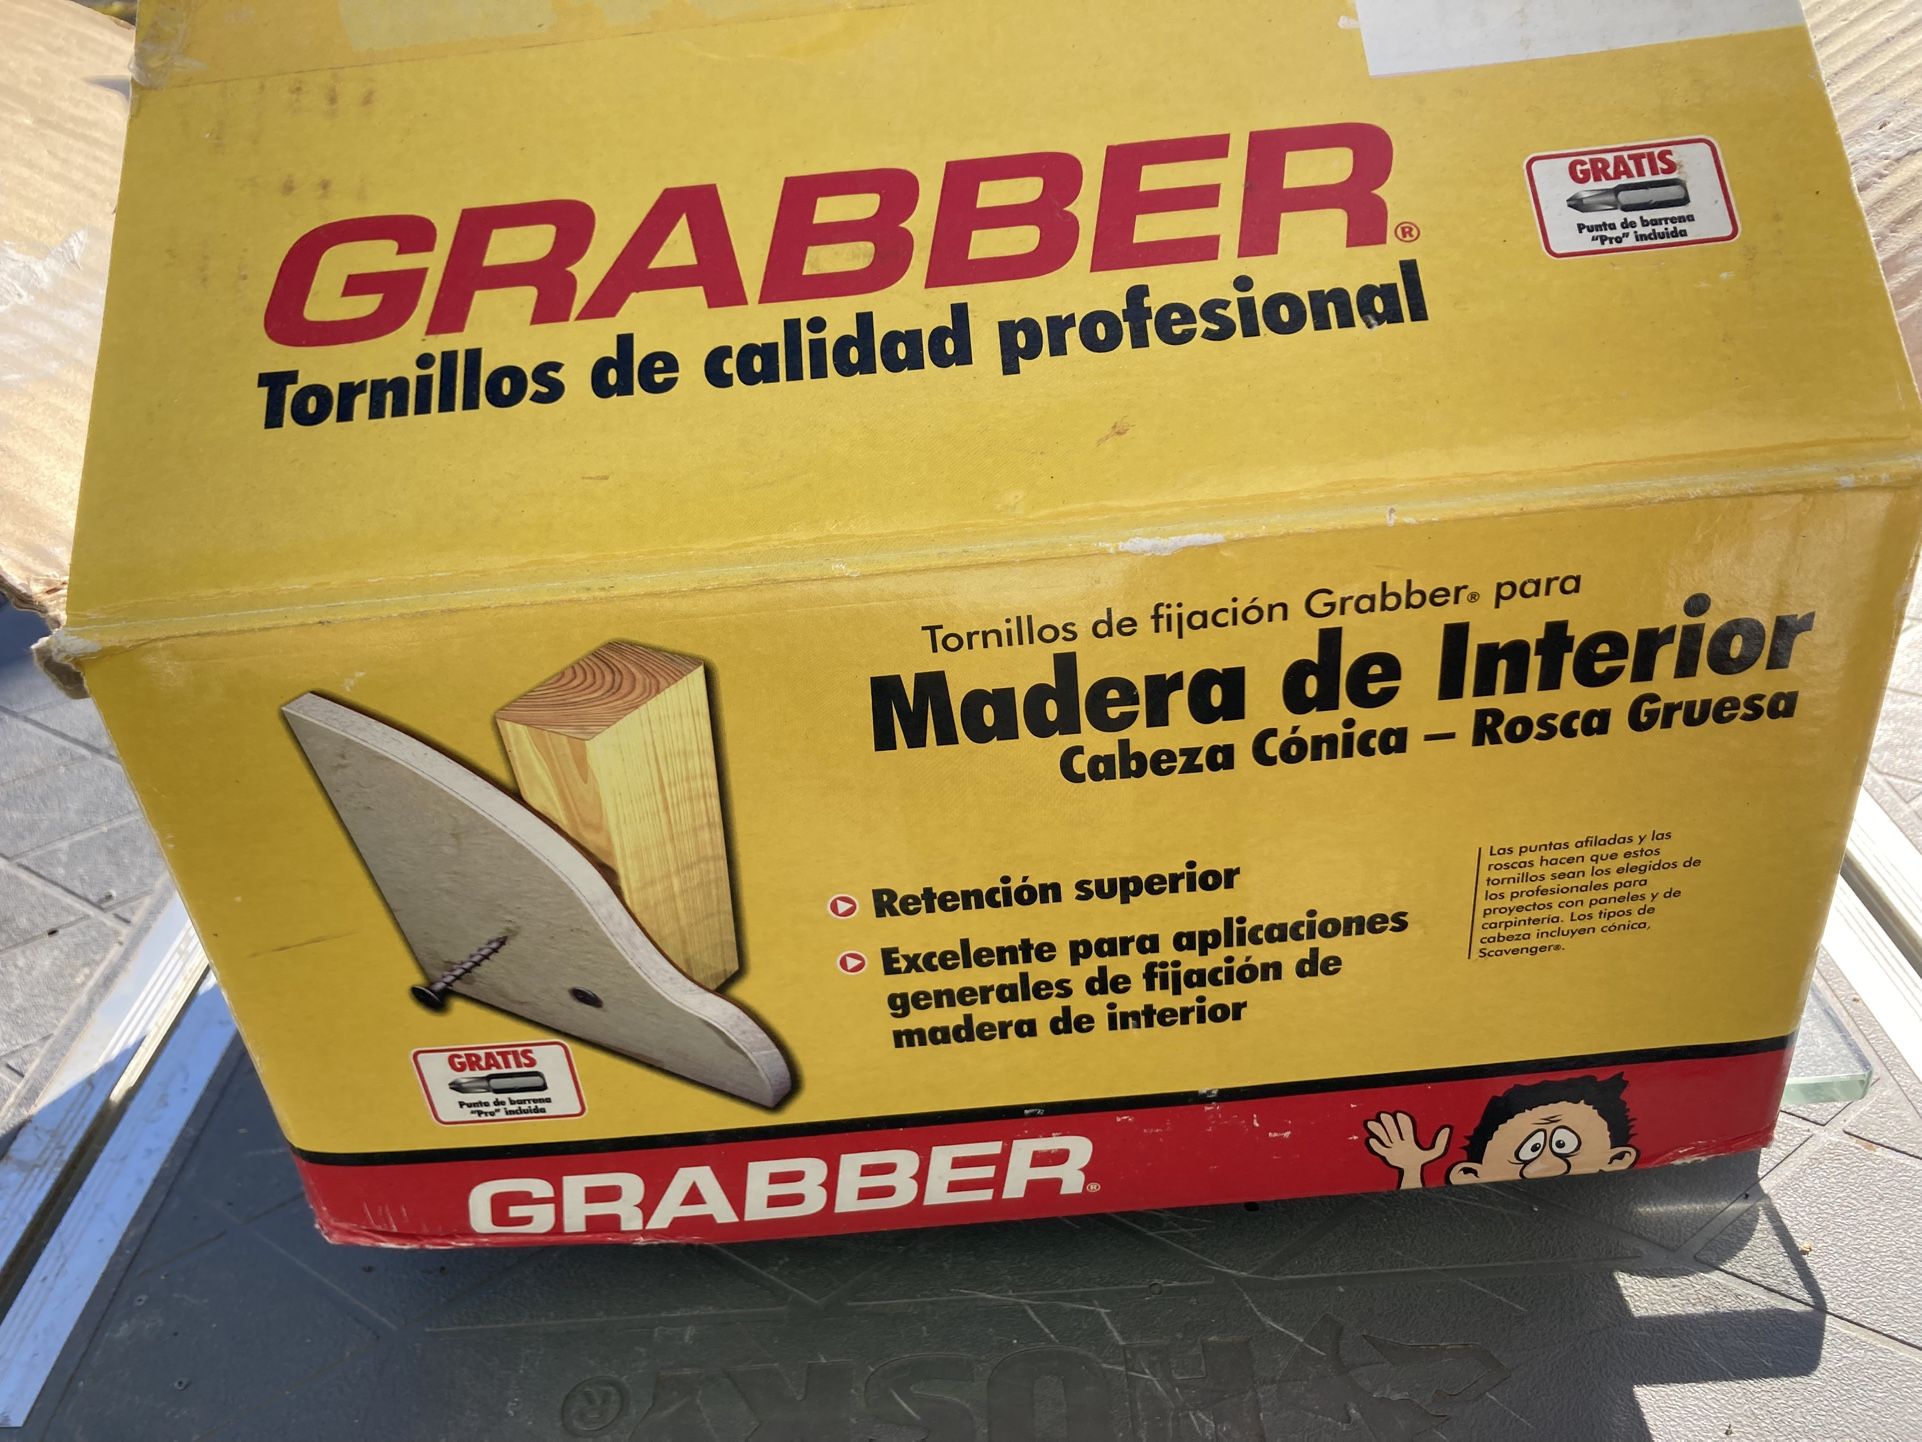 GRABBER®
Tornillos de calidad profesional
GRATIS
Punta de barrena
"Pro" incluida
Tornillos de fijación Grabber® para
Madera de Interior
Cabeza Cónica – Rosca Gruesa
Retención superior
Excelente para aplicaciones
generales de fijación de
madera de interior
Las puntas afiladas y las
roscas hacen que estos
tornillos sean los elegidos de
los profesionales para
proyectos con paneles y de
carpintería. Los tipos de
cabeza incluyen cónica,
Scavenger®.
GRATIS
Punta de barrena
"Pro" incluida
GRABBER®
HUSKY®